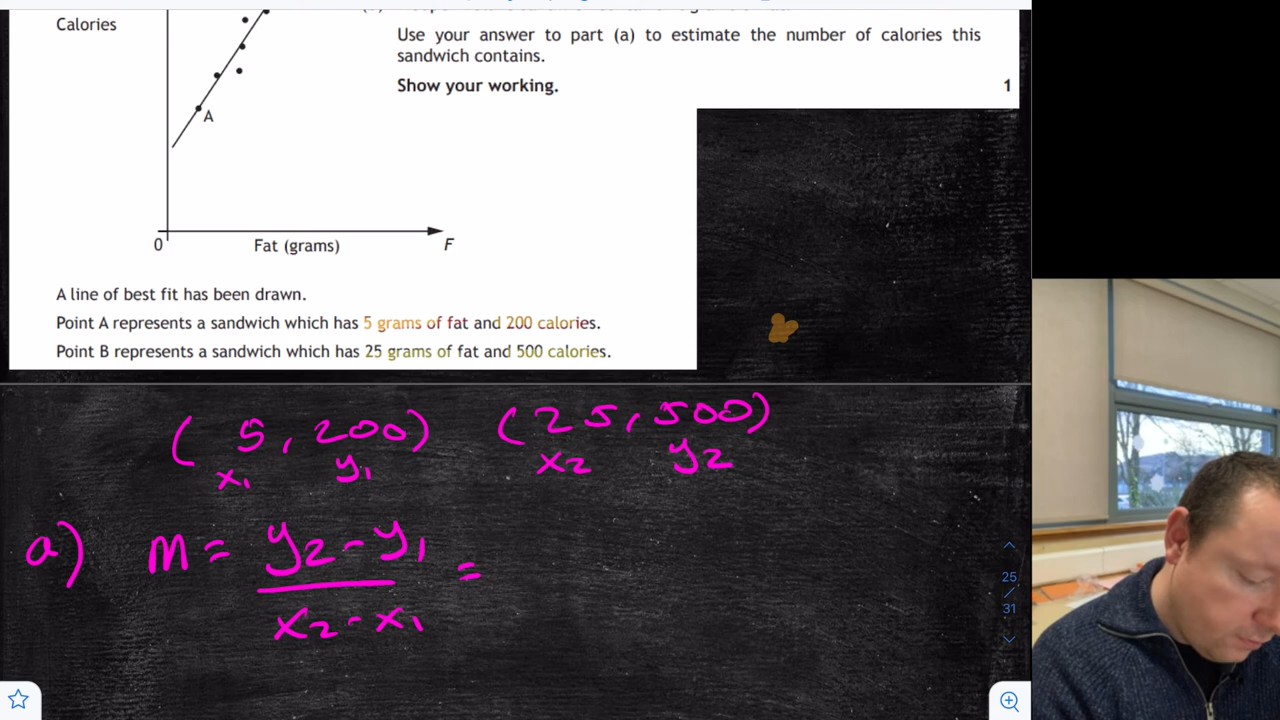 Calories
Use your answer to part (a) to estimate the number of calories this
sandwich contains.
Show your working.
1
A
0
Fat (grams)
F
A line of best fit has been drawn.
Point A represents a sandwich which has 5 grams of fat and 200 calories.
Point B represents a sandwich which has 25 grams of fat and 500 calories.
(5, 200) (25, 500)
x₁ y₁ x₂ y₂
a) m = y₂ - y₁ =
x₂ - x₁
25
/
31